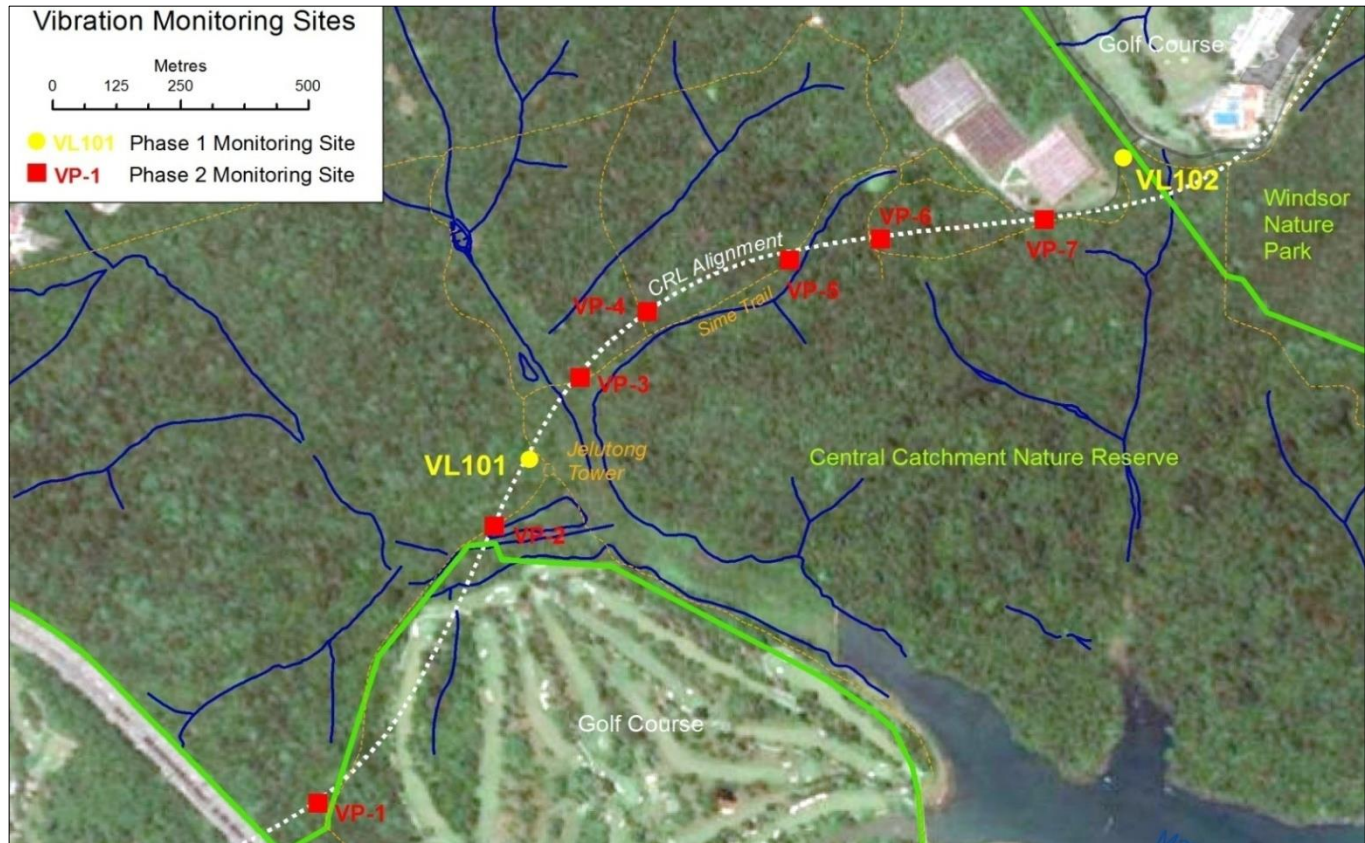 Vibration Monitoring Sites
Metres
0 125 250 500
VL101 Phase 1 Monitoring Site
VP-1 Phase 2 Monitoring Site
Golf Course
VL102
Windsor
Nature
Park
VP-6
VP-7
CRL Alignment
VP-5
VP-4
Sime Trail
VP-3
VL101
Jelutong
Tower
Central Catchment Nature Reserve
VP-2
Golf Course
VP-1